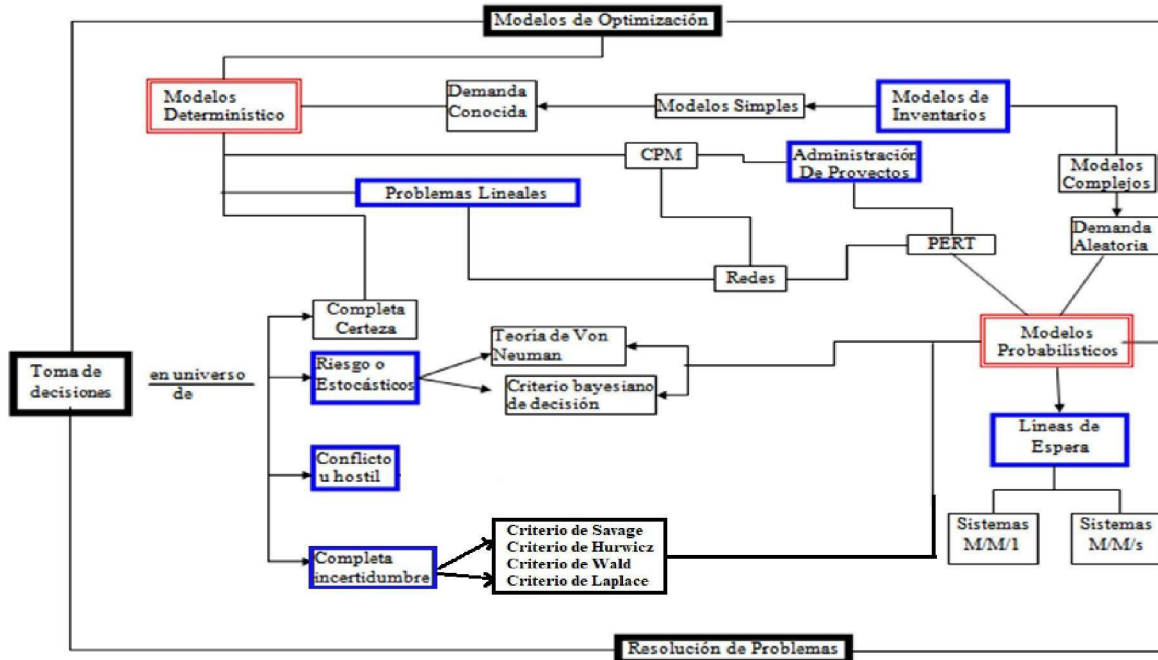 Modelos de Optimización
Modelos
Determinístico
Demanda
Conocida
Modelos Simples
Modelos de
Inventarios
CPM
Administración
De Proyectos
Modelos
Complejos
Problemas Lineales
Demanda
Aleatoria
PERT
Redes
Completa
Certeza
Teoría de Von
Neuman
Modelos
Probabilísticos
Toma de
decisiones
en universo
de
Riesgo o
Estocásticos
Criterio bayesiano
de decisión
Líneas de
Espera
Conflicto
u hostil
Sistemas
M/M/1
Sistemas
M/M/s
Completa
incertidumbre
Criterio de Savage
Criterio de Hurwicz
Criterio de Wald
Criterio de Laplace
Resolución de Problemas